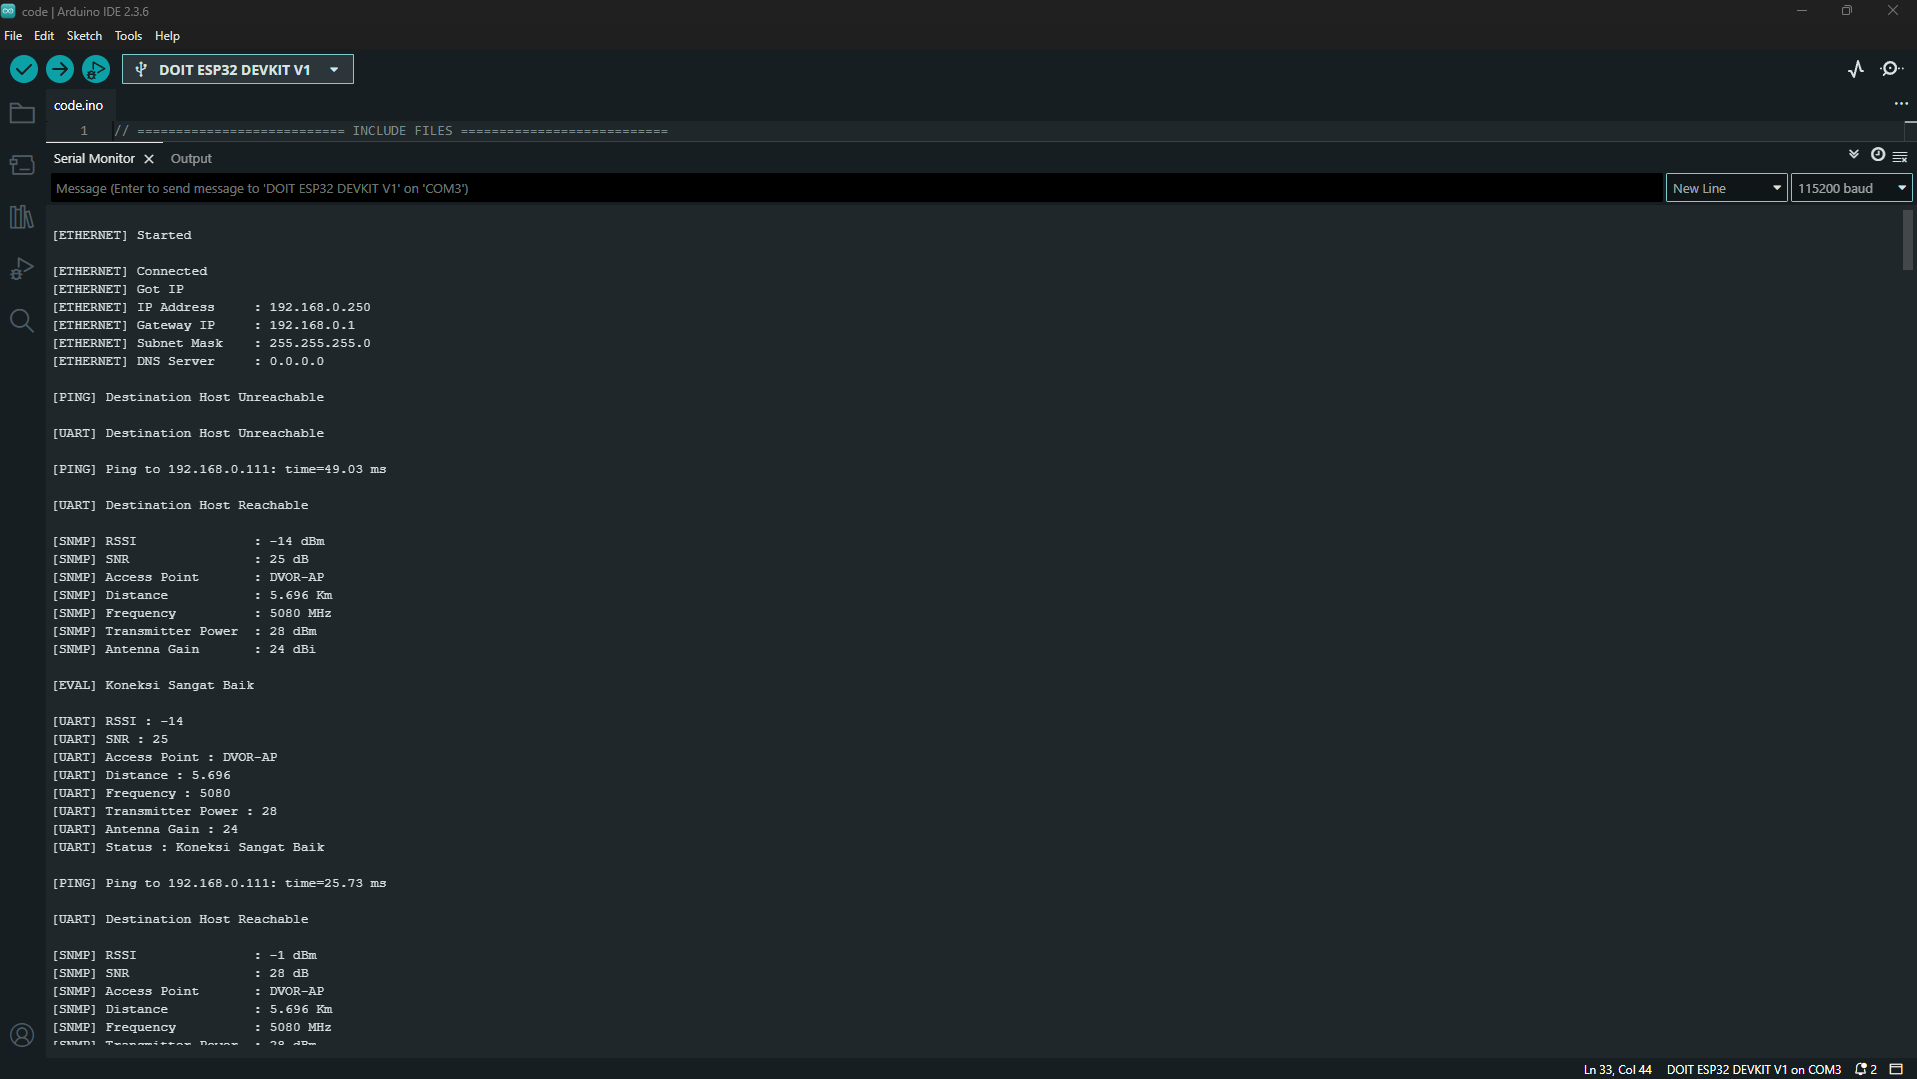 code | Arduino IDE 2.3.6
File Edit Sketch Tools Help
DOIT ESP32 DEVKIT V1
code.ino
1 // =========================== INCLUDE FILES ===========================
Serial Monitor Output
Message (Enter to send message to 'DOIT ESP32 DEVKIT V1' on 'COM3')
New Line
115200 baud
[ETHERNET] Started
[ETHERNET] Connected
[ETHERNET] Got IP
[ETHERNET] IP Address : 192.168.0.250
[ETHERNET] Gateway IP : 192.168.0.1
[ETHERNET] Subnet Mask : 255.255.255.0
[ETHERNET] DNS Server : 0.0.0.0
[PING] Destination Host Unreachable
[UART] Destination Host Unreachable
[PING] Ping to 192.168.0.111: time=49.03 ms
[UART] Destination Host Reachable
[SNMP] RSSI : -14 dBm
[SNMP] SNR : 25 dB
[SNMP] Access Point : DVOR-AP
[SNMP] Distance : 5.696 Km
[SNMP] Frequency : 5080 MHz
[SNMP] Transmitter Power : 28 dBm
[SNMP] Antenna Gain : 24 dBi
[EVAL] Koneksi Sangat Baik
[UART] RSSI : -14
[UART] SNR : 25
[UART] Access Point : DVOR-AP
[UART] Distance : 5.696
[UART] Frequency : 5080
[UART] Transmitter Power : 28
[UART] Antenna Gain : 24
[UART] Status : Koneksi Sangat Baik
[PING] Ping to 192.168.0.111: time=25.73 ms
[UART] Destination Host Reachable
[SNMP] RSSI : -1 dBm
[SNMP] SNR : 28 dB
[SNMP] Access Point : DVOR-AP
[SNMP] Distance : 5.696 Km
[SNMP] Frequency : 5080 MHz
[SNMP] Transmitter Power : 28 dBm
Ln 33, Col 44 DOIT ESP32 DEVKIT V1 on COM3 2